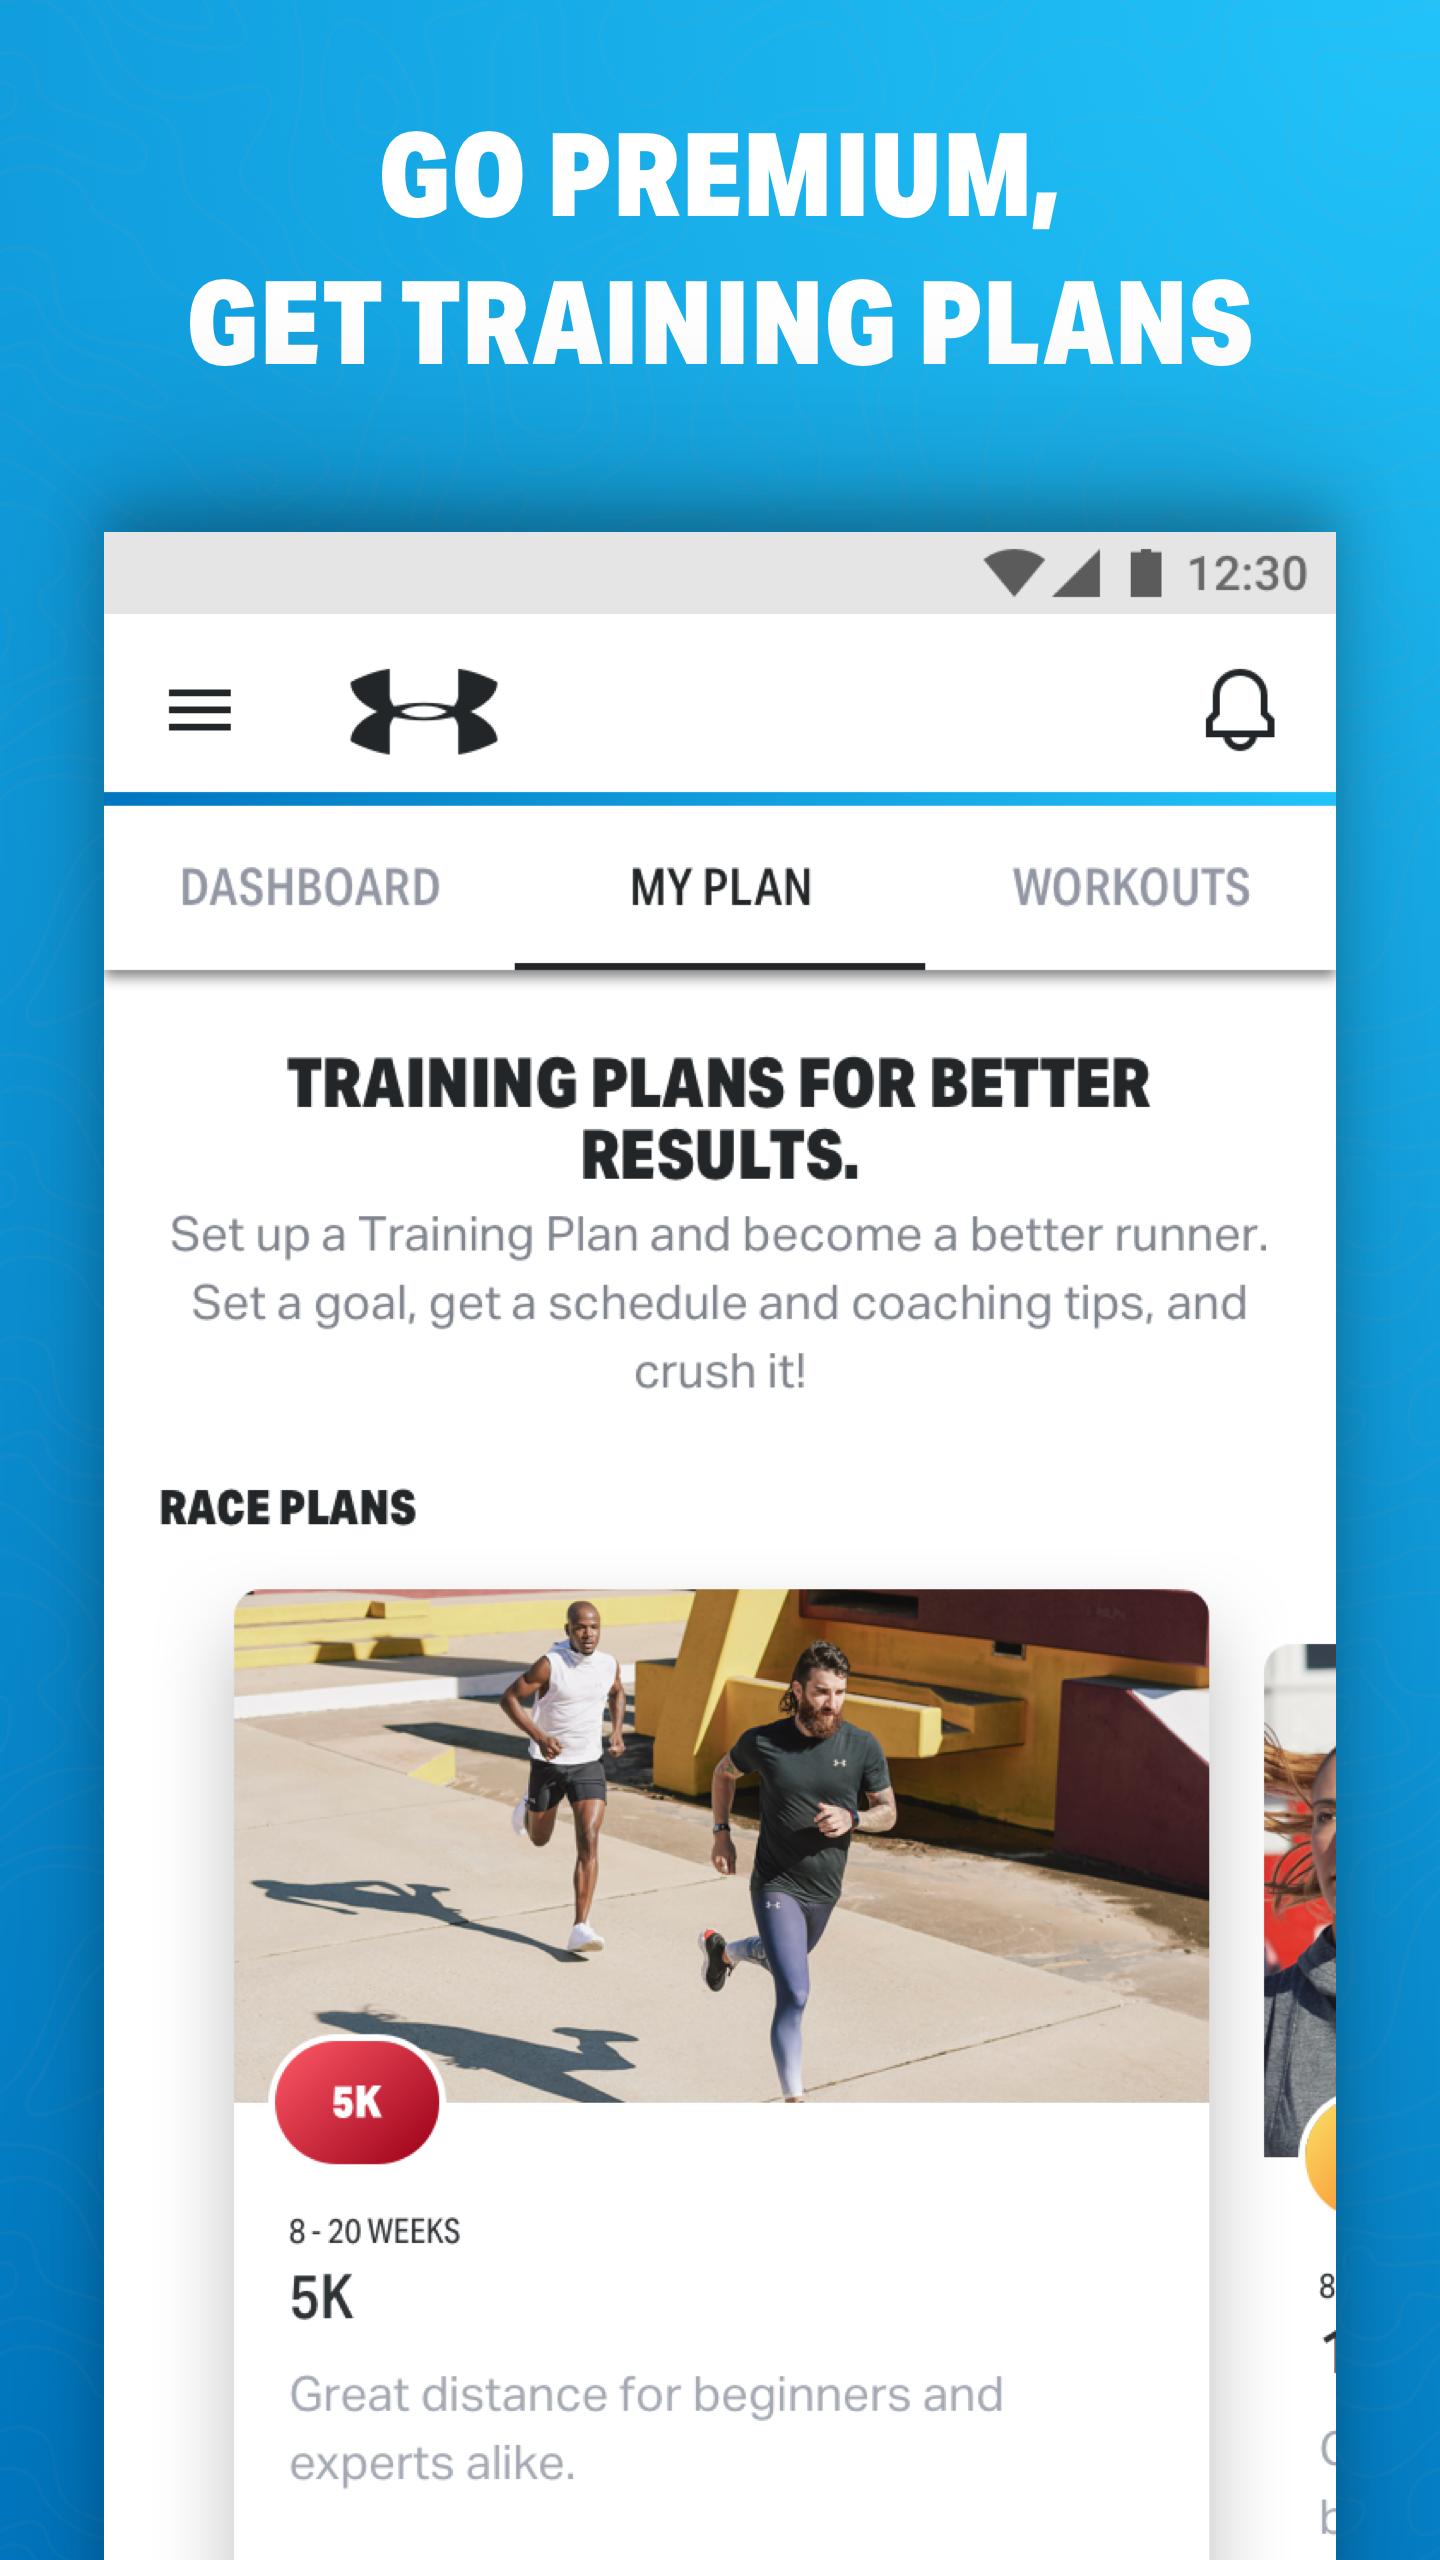 GO PREMIUM,
GET TRAINING PLANS
12:30
DASHBOARD
MY PLAN
WORKOUTS
TRAINING PLANS FOR BETTER
RESULTS.
Set up a Training Plan and become a better runner.
Set a goal, get a schedule and coaching tips, and
crush it!
RACE PLANS
5K
8 - 20 WEEKS
5K
Great distance for beginners and
experts alike.
8